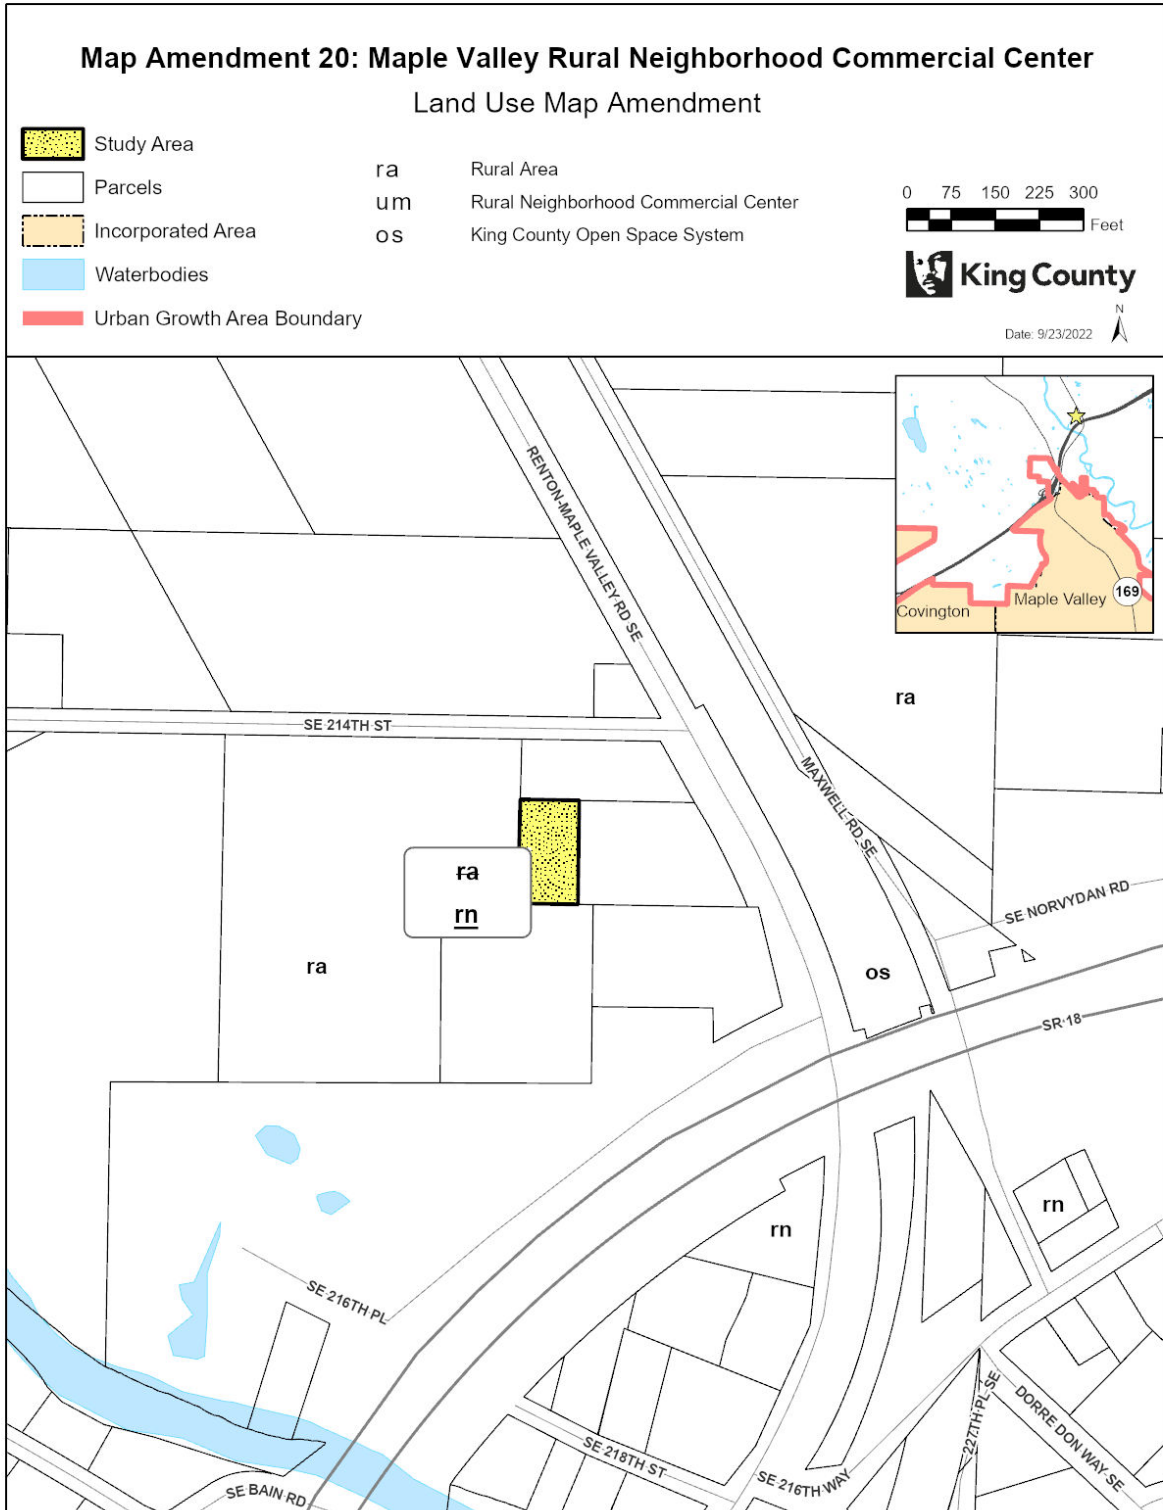 Map Amendment 20: Maple Valley Rural Neighborhood Commercial Center
Land Use Map Amendment
Study Area
Parcels
Incorporated Area
Waterbodies
Urban Growth Area Boundary
ra Rural Area
um Rural Neighborhood Commercial Center
os King County Open Space System
0 75 150 225 300
Feet
King County
N
Date: 9/23/2022
RENTON-MAPLE VALLEY RD SE
Covington
Maple Valley
169
ra
SE 214TH ST
MAXWELL RD SE
ra
rn
SE NORVYDAN RD
ra
os
SR 18
rn
rn
SE 216TH PL
227TH PL SE
DORRE DON WAY SE
SE 218TH ST
SE 216TH WAY
SE BAIN RD